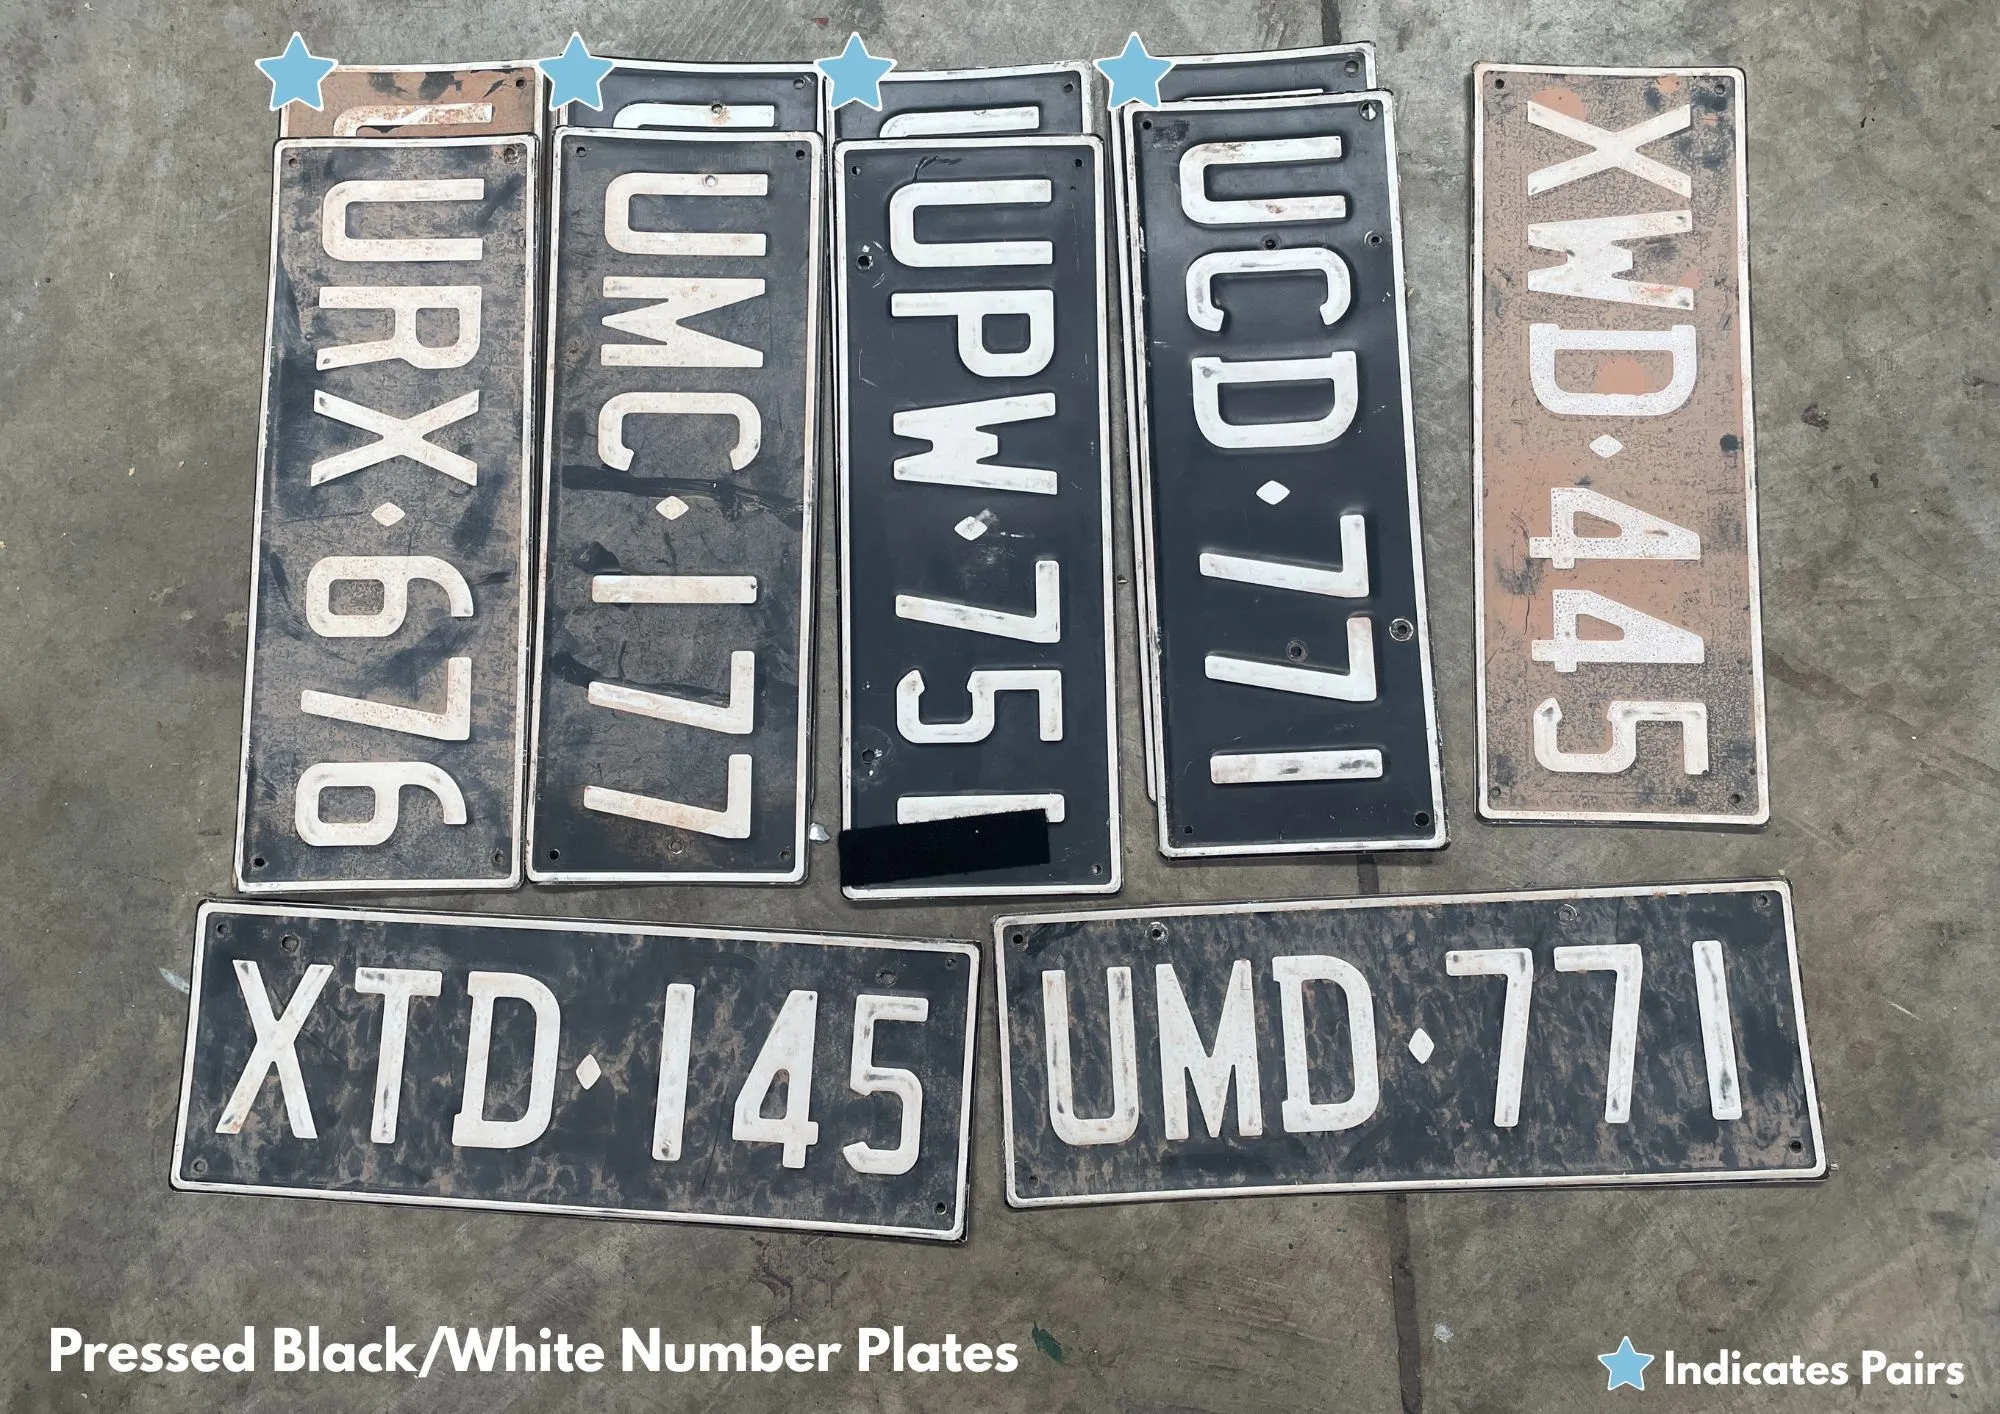 URX·676
UMC·177
UPW·751
UCD·771
XWD·445
XTD·145
UMD·771
Pressed Black/White Number Plates
Indicates Pairs